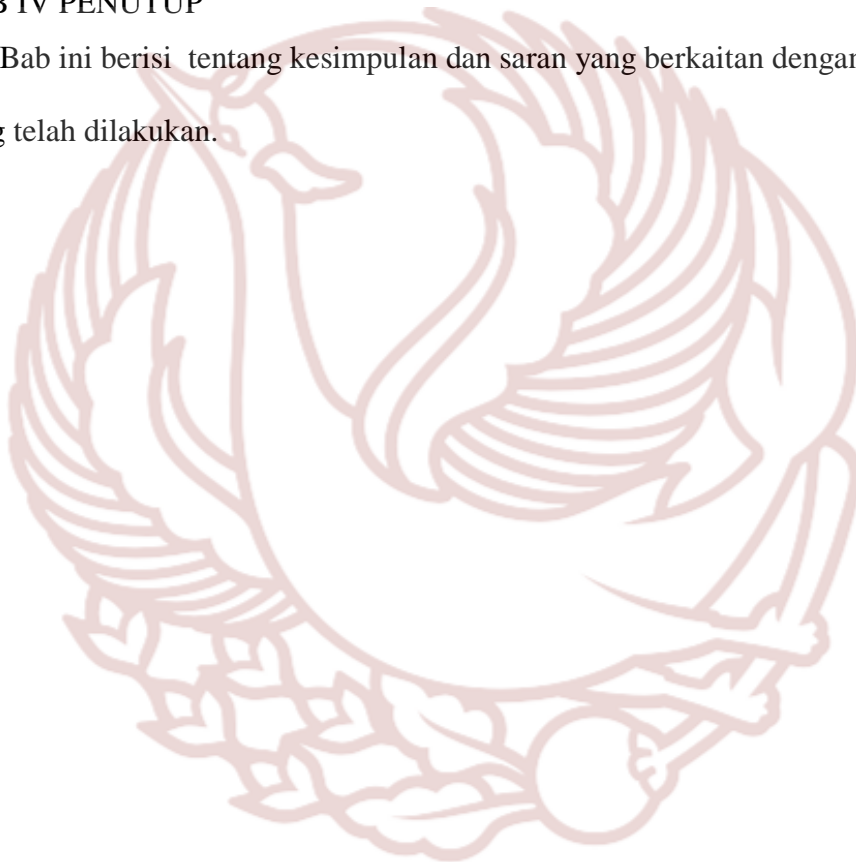 B IV PENUTUP
Bab ini berisi tentang kesimpulan dan saran yang berkaitan dengan
g telah dilakukan.